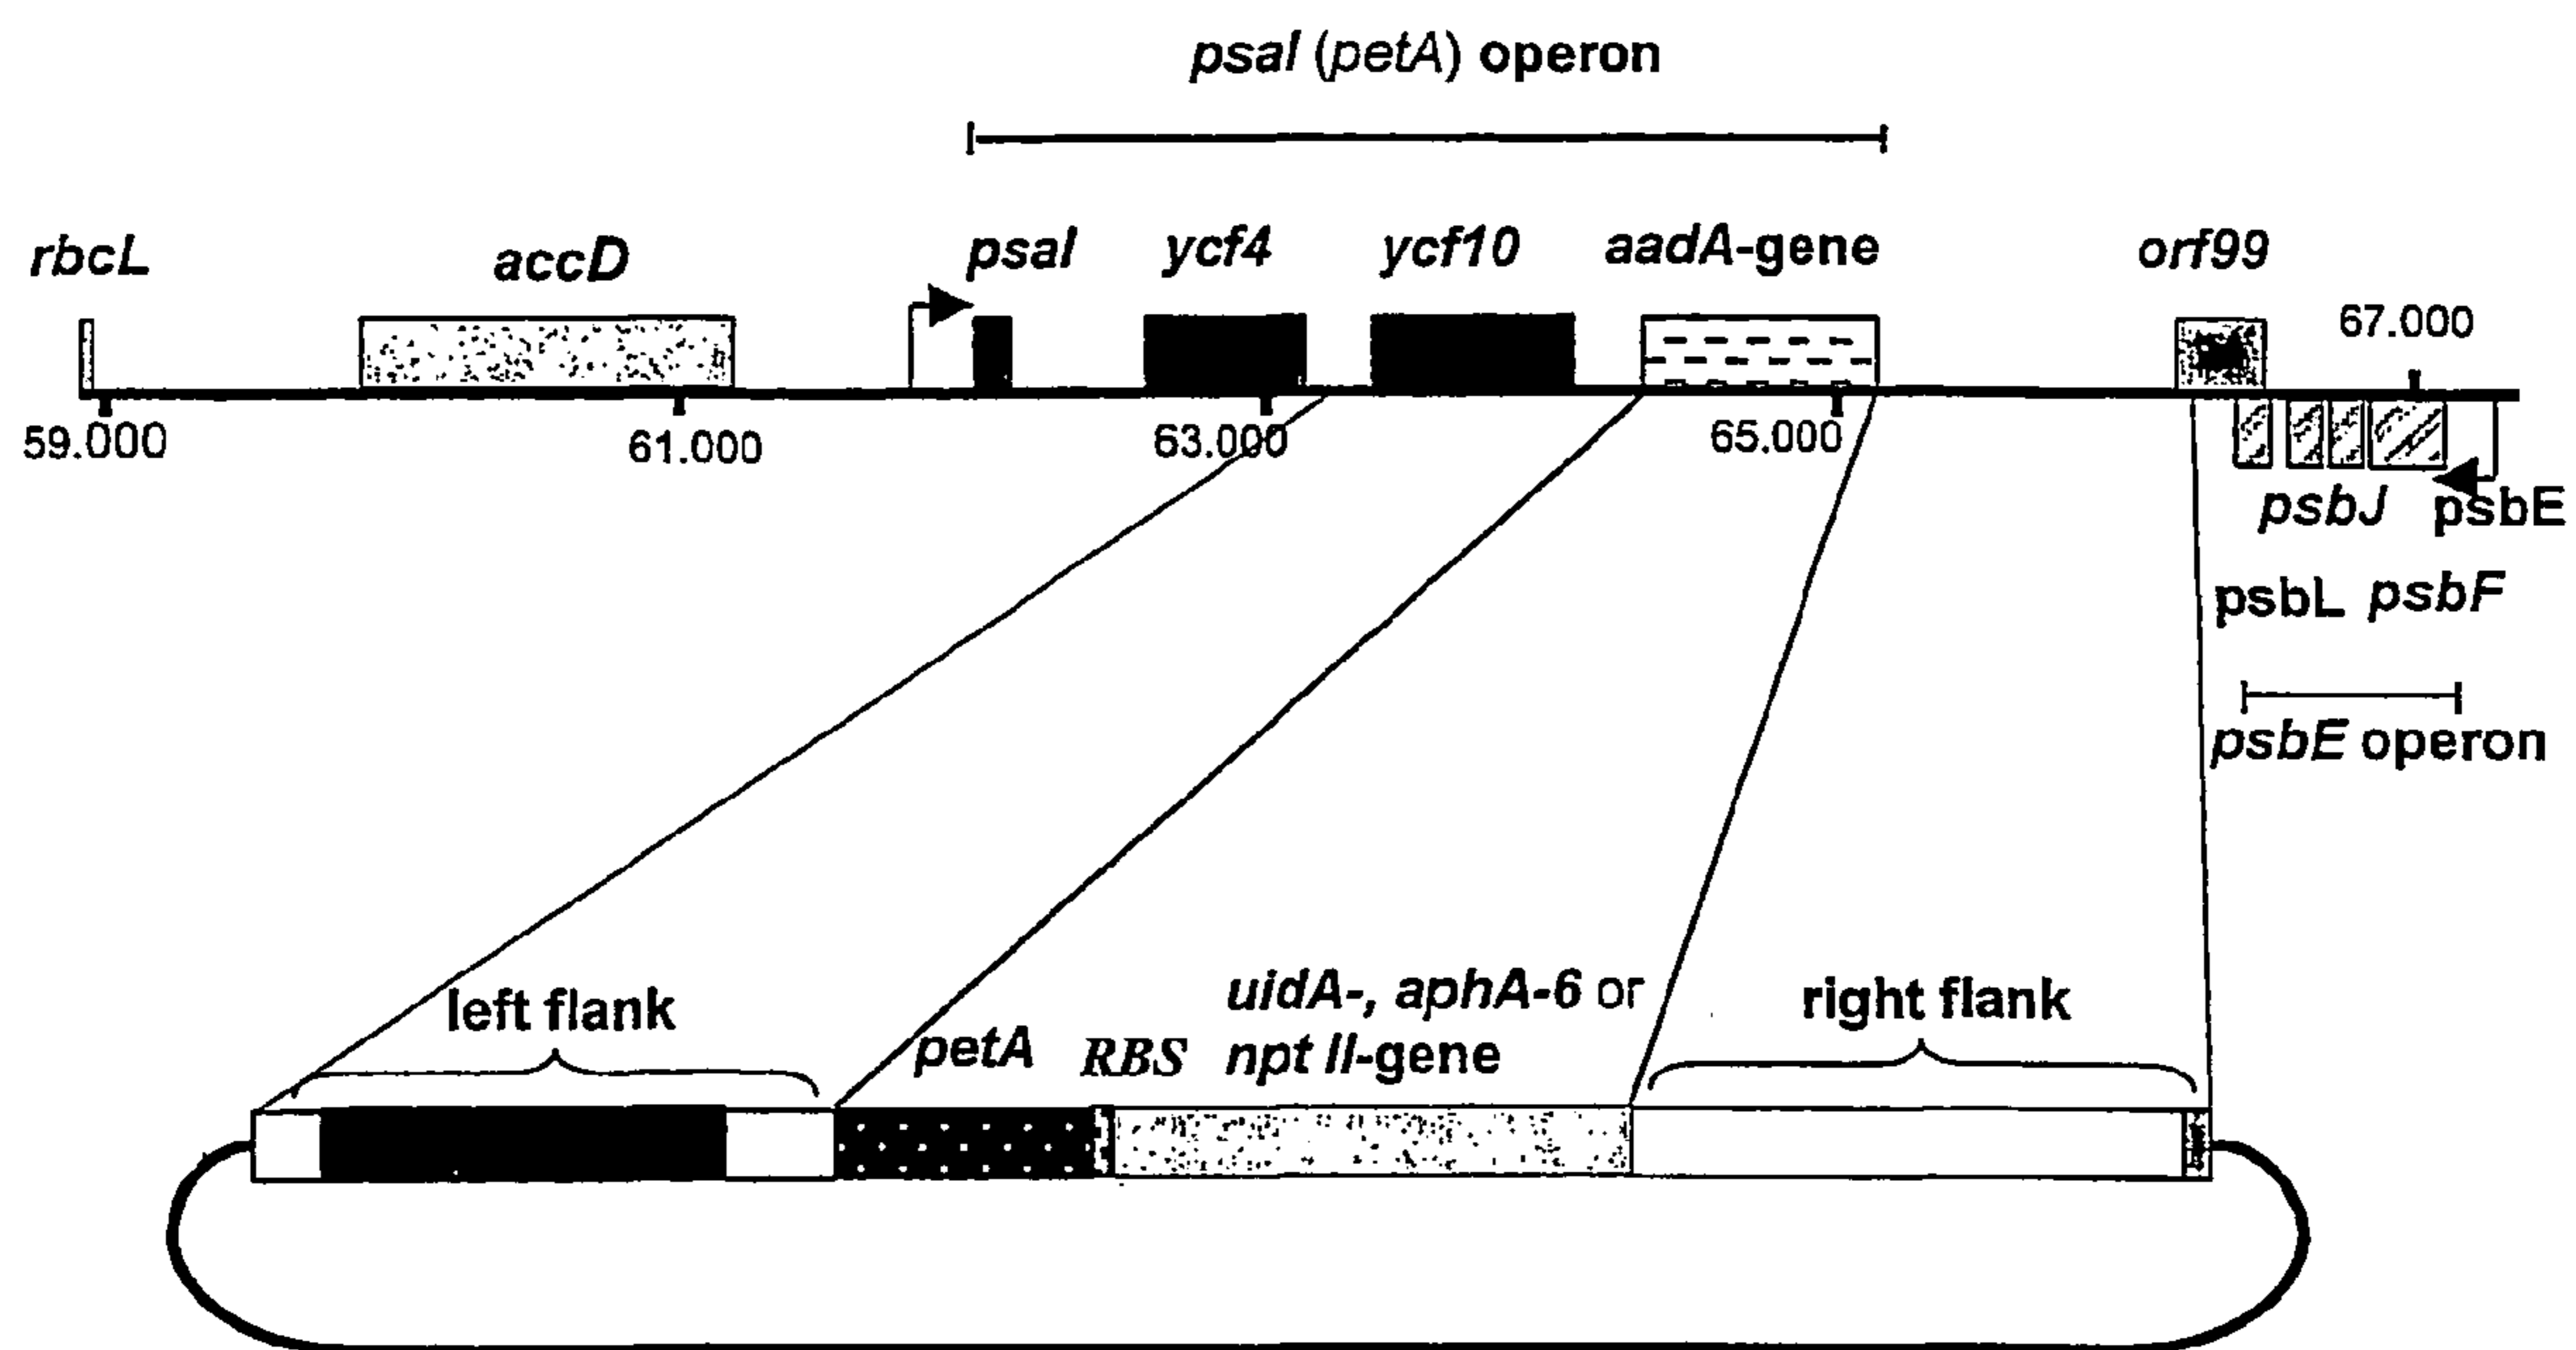 psaI (petA) operon
rbcL accD psaI ycf4 ycf10 aadA-gene orf99
67.000
59.000 61.000 63.000 65.000
psbJ psbE
psbL psbF
psbE operon
left flank petA RBS uidA-, aphA-6 or right flank
npt II-gene